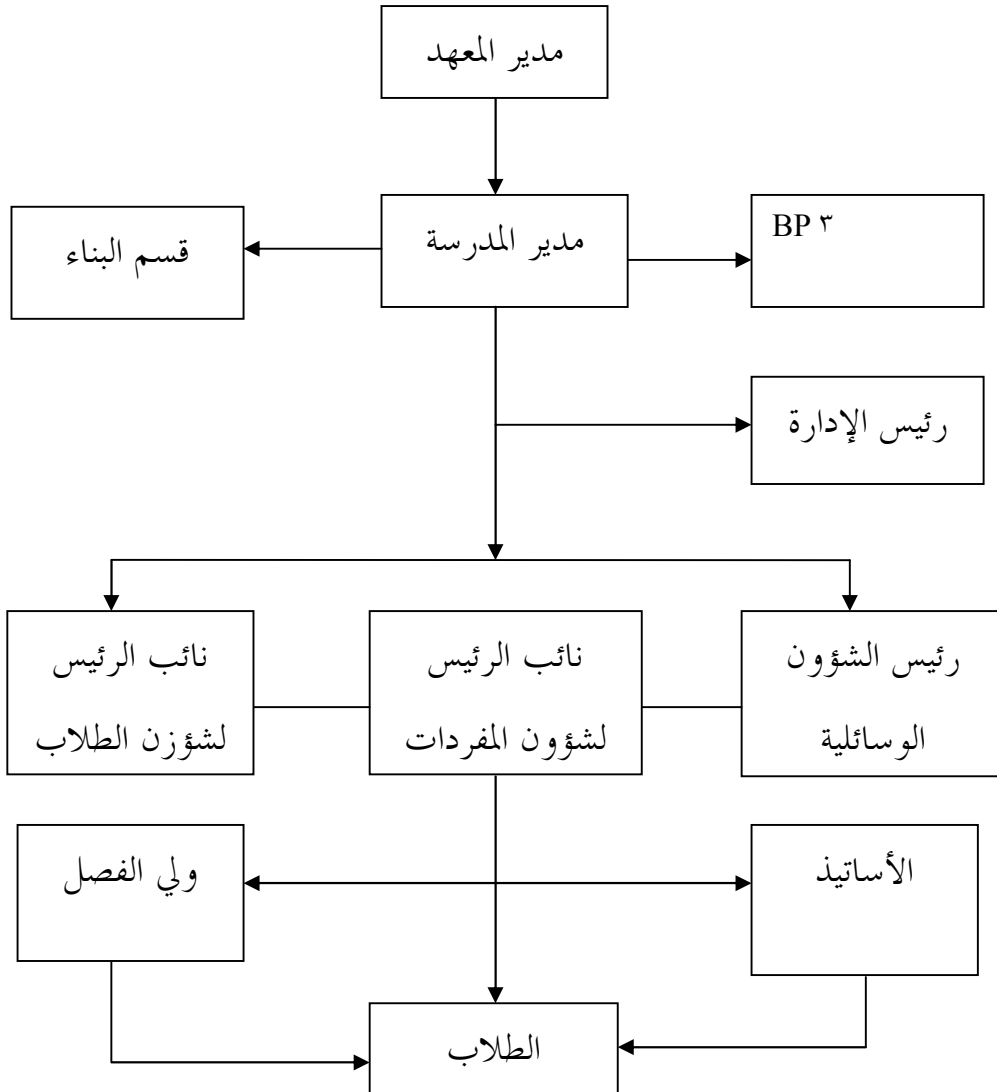 مدير المعهد
BP ٣
مدير المدرسة
قسم البناء
رئيس الإدارة
رئيس الشؤون
الوسائلية
نائب الرئيس
لشؤون المفردات
نائب الرئيس
لشؤزن الطلاب
الأساتيذ
ولي الفصل
الطلاب